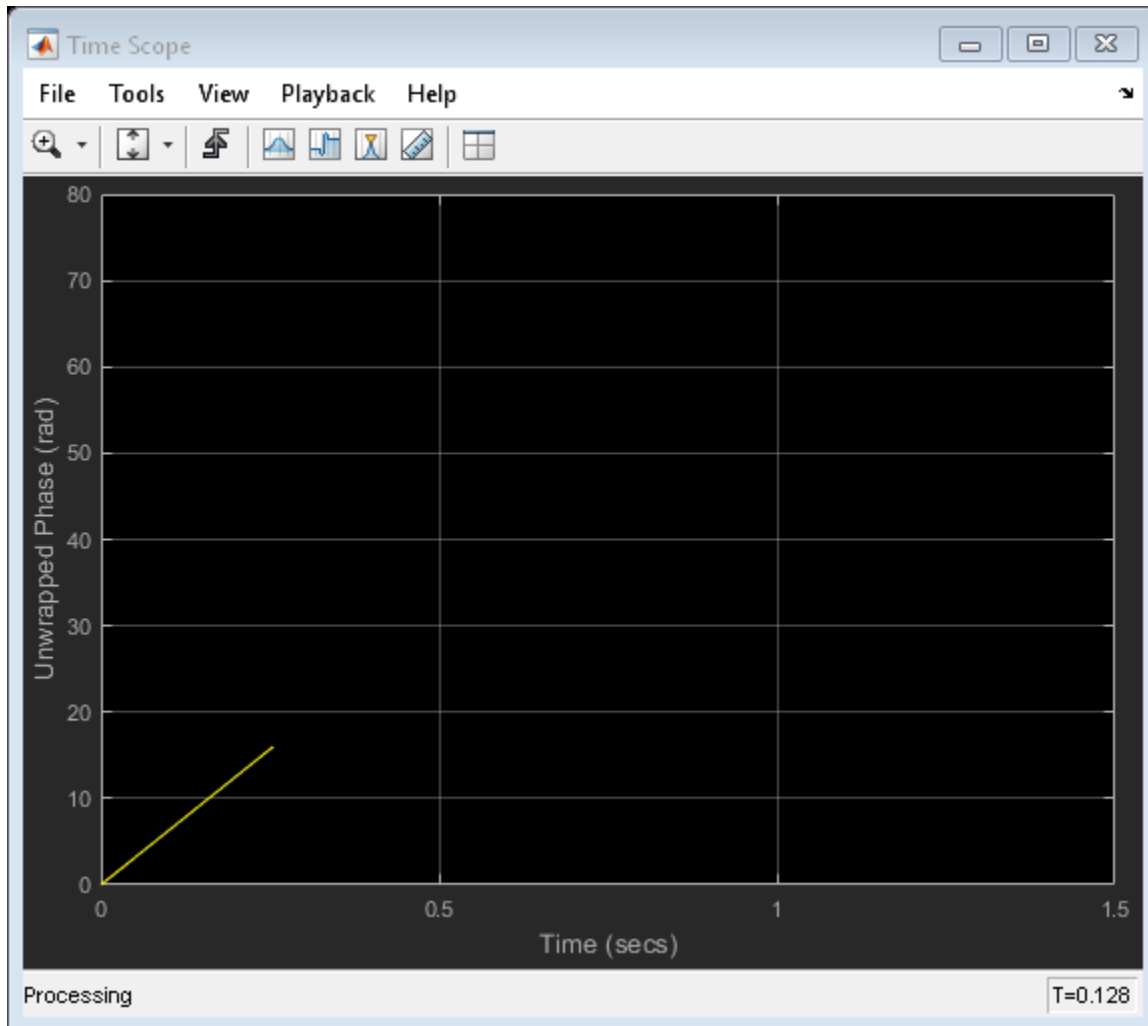 Time Scope
File Tools View Playback Help
80
70
60
50
40
30
20
10
0
Unwrapped Phase (rad)
0 0.5 1 1.5
Time (secs)
Processing T=0.128